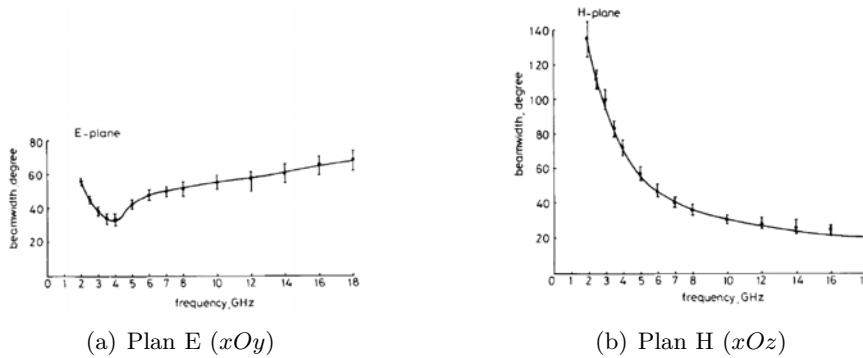 E-plane
beamwidth, degree
80
60
40
20
0 1 2 3 4 5 6 7 8 10 12 14 16 18
frequency, GHz
(a) Plan E (xOy)
H-plane
beamwidth, degree
140
120
100
80
60
40
20
0 1 2 3 4 5 6 7 8 10 12 14 16
frequency, GHz
(b) Plan H (xOz)